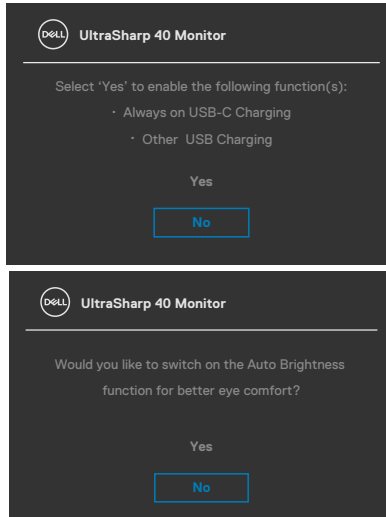 DELL UltraSharp 40 Monitor
Select ‘Yes’ to enable the following function(s):
· Always on USB-C Charging
· Other USB Charging
Yes
No
DELL UltraSharp 40 Monitor
Would you like to switch on the Auto Brightness
function for better eye comfort?
Yes
No